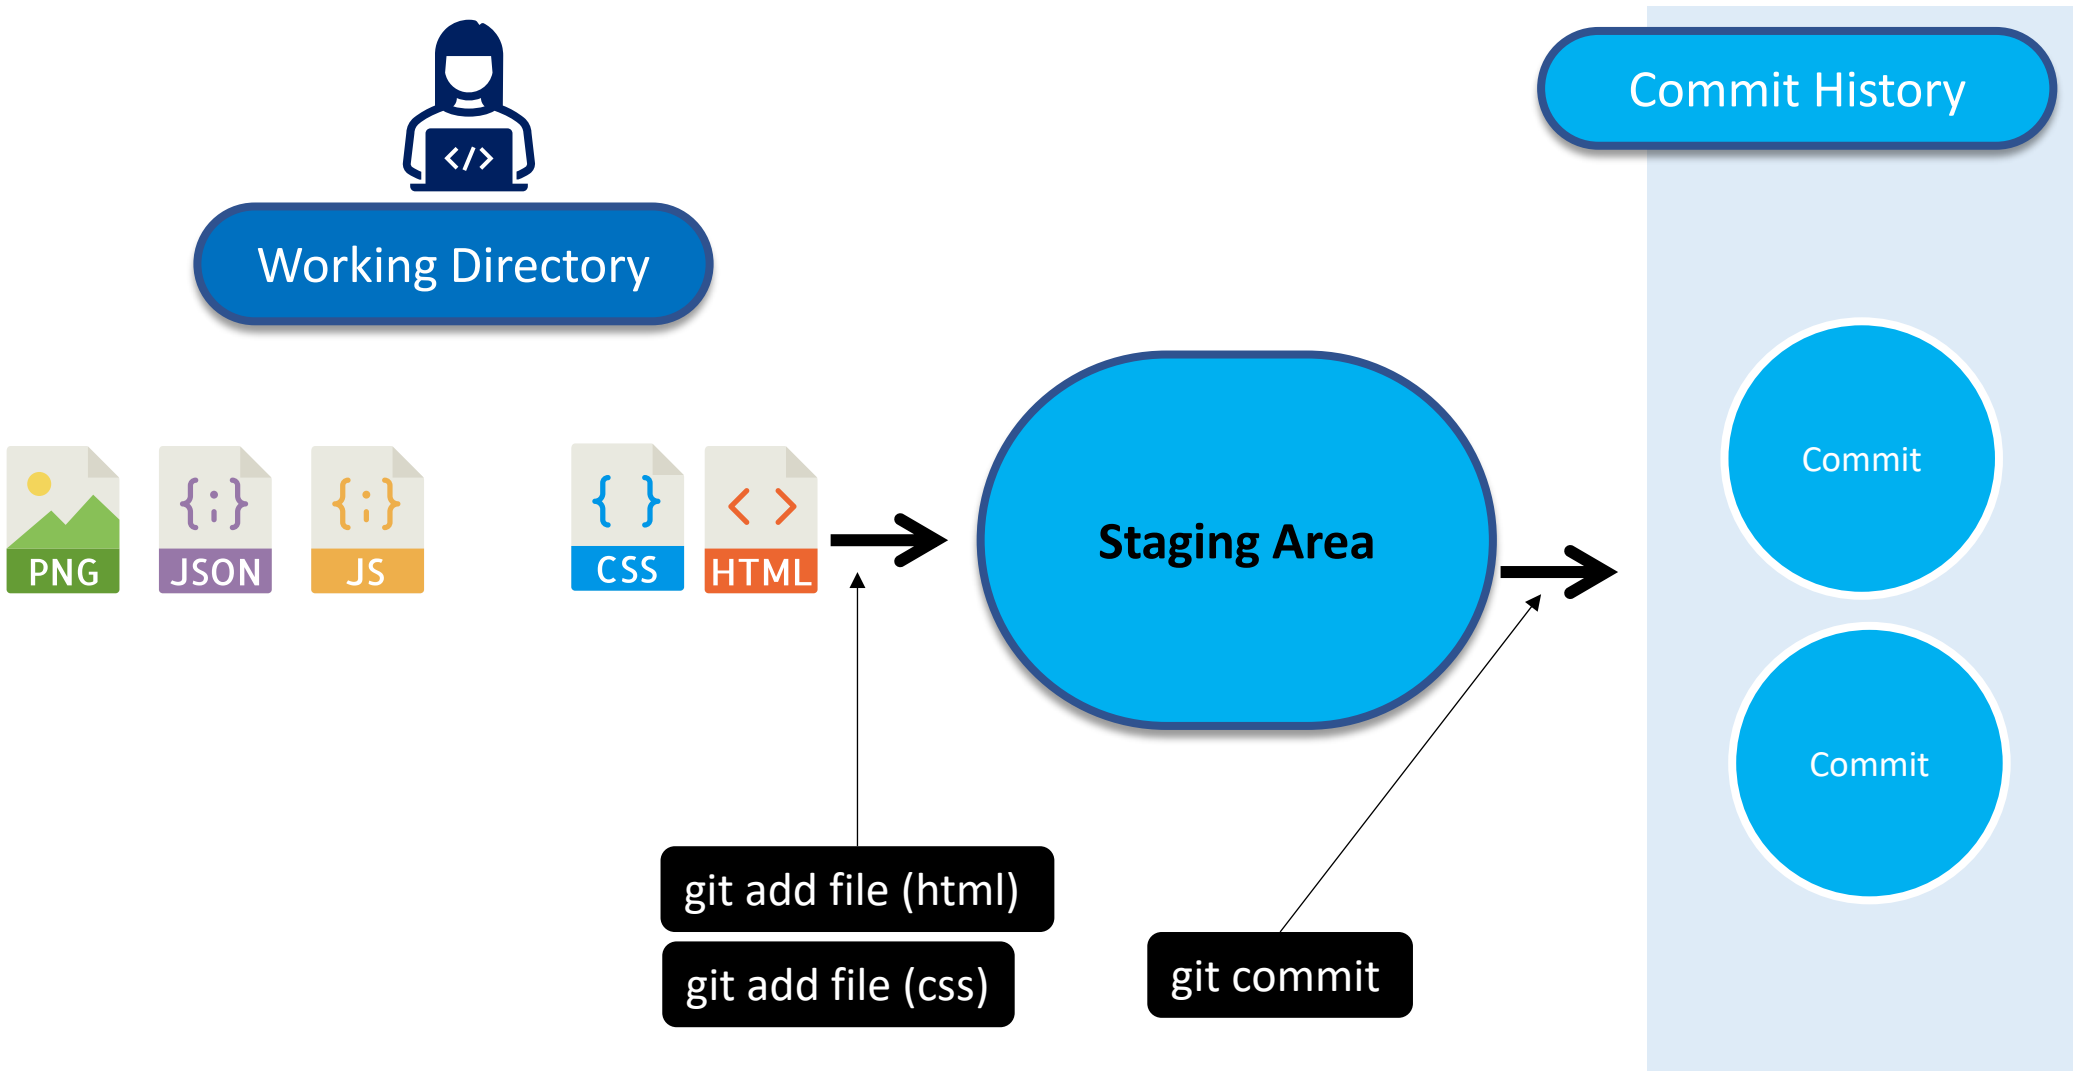 Commit History
Working Directory
</>
Commit
{;}
{;}
{ }
< >
PNG
JSON
JS
CSS
HTML
Staging Area
Commit
git add file (html)
git add file (css)
git commit